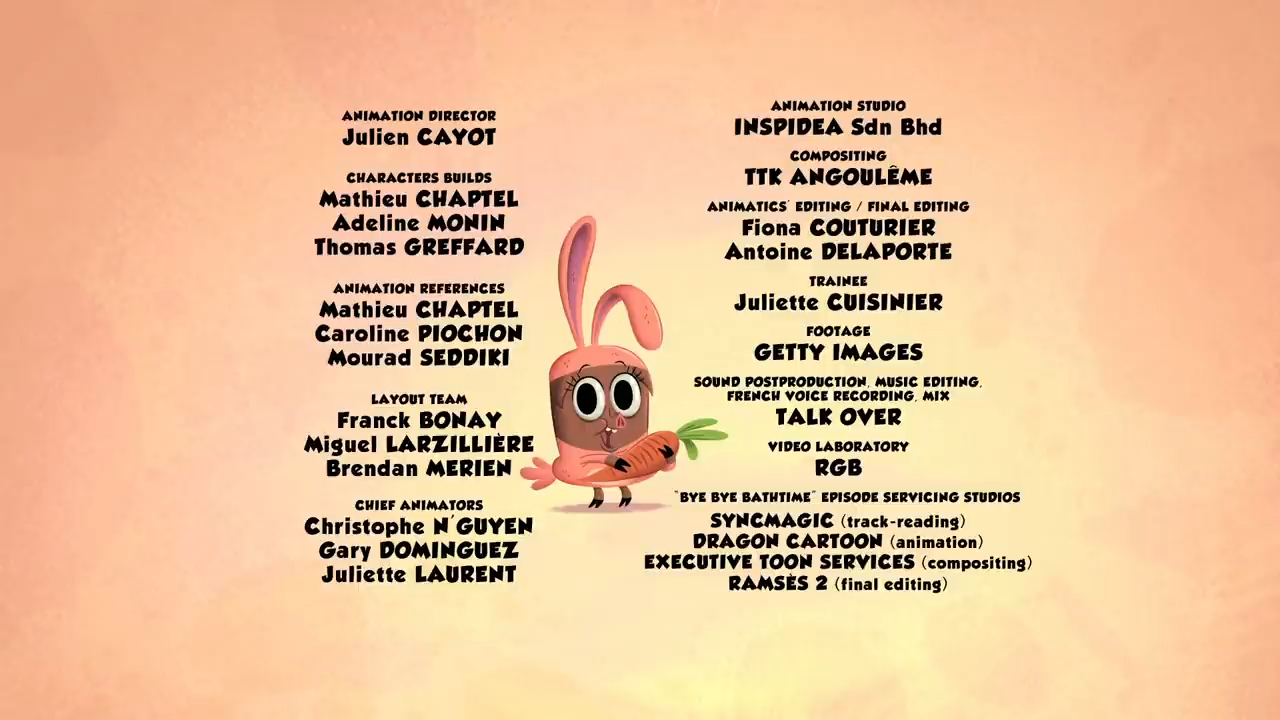 ANIMATION DIRECTOR
Julien CAYOT
CHARACTERS BUILDS
Mathieu CHAPTEL
Adeline MONIN
Thomas GREFFARD
ANIMATION REFERENCES
Mathieu CHAPTEL
Caroline PIOCHON
Mourad SEDDIKI
LAYOUT TEAM
Franck BONAY
Miguel LARZILLIÈRE
Brendan MERIEN
CHIEF ANIMATORS
Christophe N'GUYEN
Gary DOMINGUEZ
Juliette LAURENT
ANIMATION STUDIO
INSPIDEA Sdn Bhd
COMPOSITING
TTK ANGOULÊME
ANIMATICS' EDITING / FINAL EDITING
Fiona COUTURIER
Antoine DELAPORTE
TRAINEE
Juliette CUISINIER
FOOTAGE
GETTY IMAGES
SOUND POSTPRODUCTION, MUSIC EDITING,
FRENCH VOICE RECORDING, MIX
TALK OVER
VIDEO LABORATORY
RGB
"BYE BYE BATHTIME" EPISODE SERVICING STUDIOS
SYNCMAGIC (track-reading)
DRAGON CARTOON (animation)
EXECUTIVE TOON SERVICES (compositing)
RAMSÈS 2 (final editing)